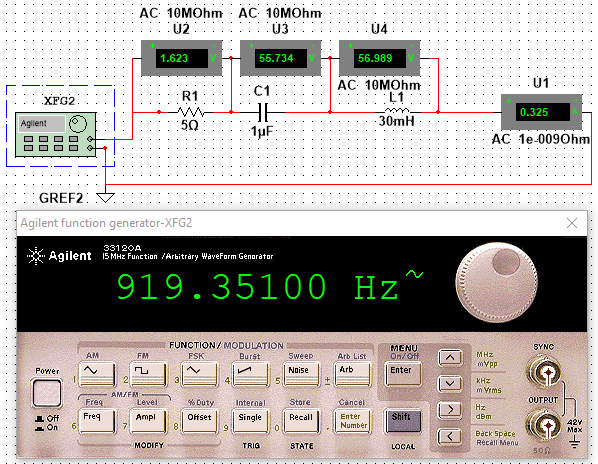 AC 10MOhm AC 10MOhm
U2 U3 U4
1.623 V 55.734 V 56.989 V
AC 10MOhm
XFG2
Agilent
R1 C1 L1
5Ω 1µF 30mH
U1
0.325 V
AC 1e-009Ohm
GREF2
Agilent function generator-XFG2
Agilent 33120A
15 MHz Function / Arbitrary Waveform Generator
919.35100 Hz~
FUNCTION/MODULATION
AM FM FSK Burst Sweep Arb List
MENU
On/Off
Power
1 2 3 4 5 Noise ± Arb Enter
MHz
mVpp
kHz
mVrms
SYNC
AM/FM
Freq Level % Duty Internal Store Cancel
6 Freq 7 Ampl 8 Offset 9 Single 0 Recall . Enter Number Shift
Hz
dBm
Back Space
Recall Menu
OUTPUT
Off
On
MODIFY TRIG STATE LOCAL
42V
Max
50Ω